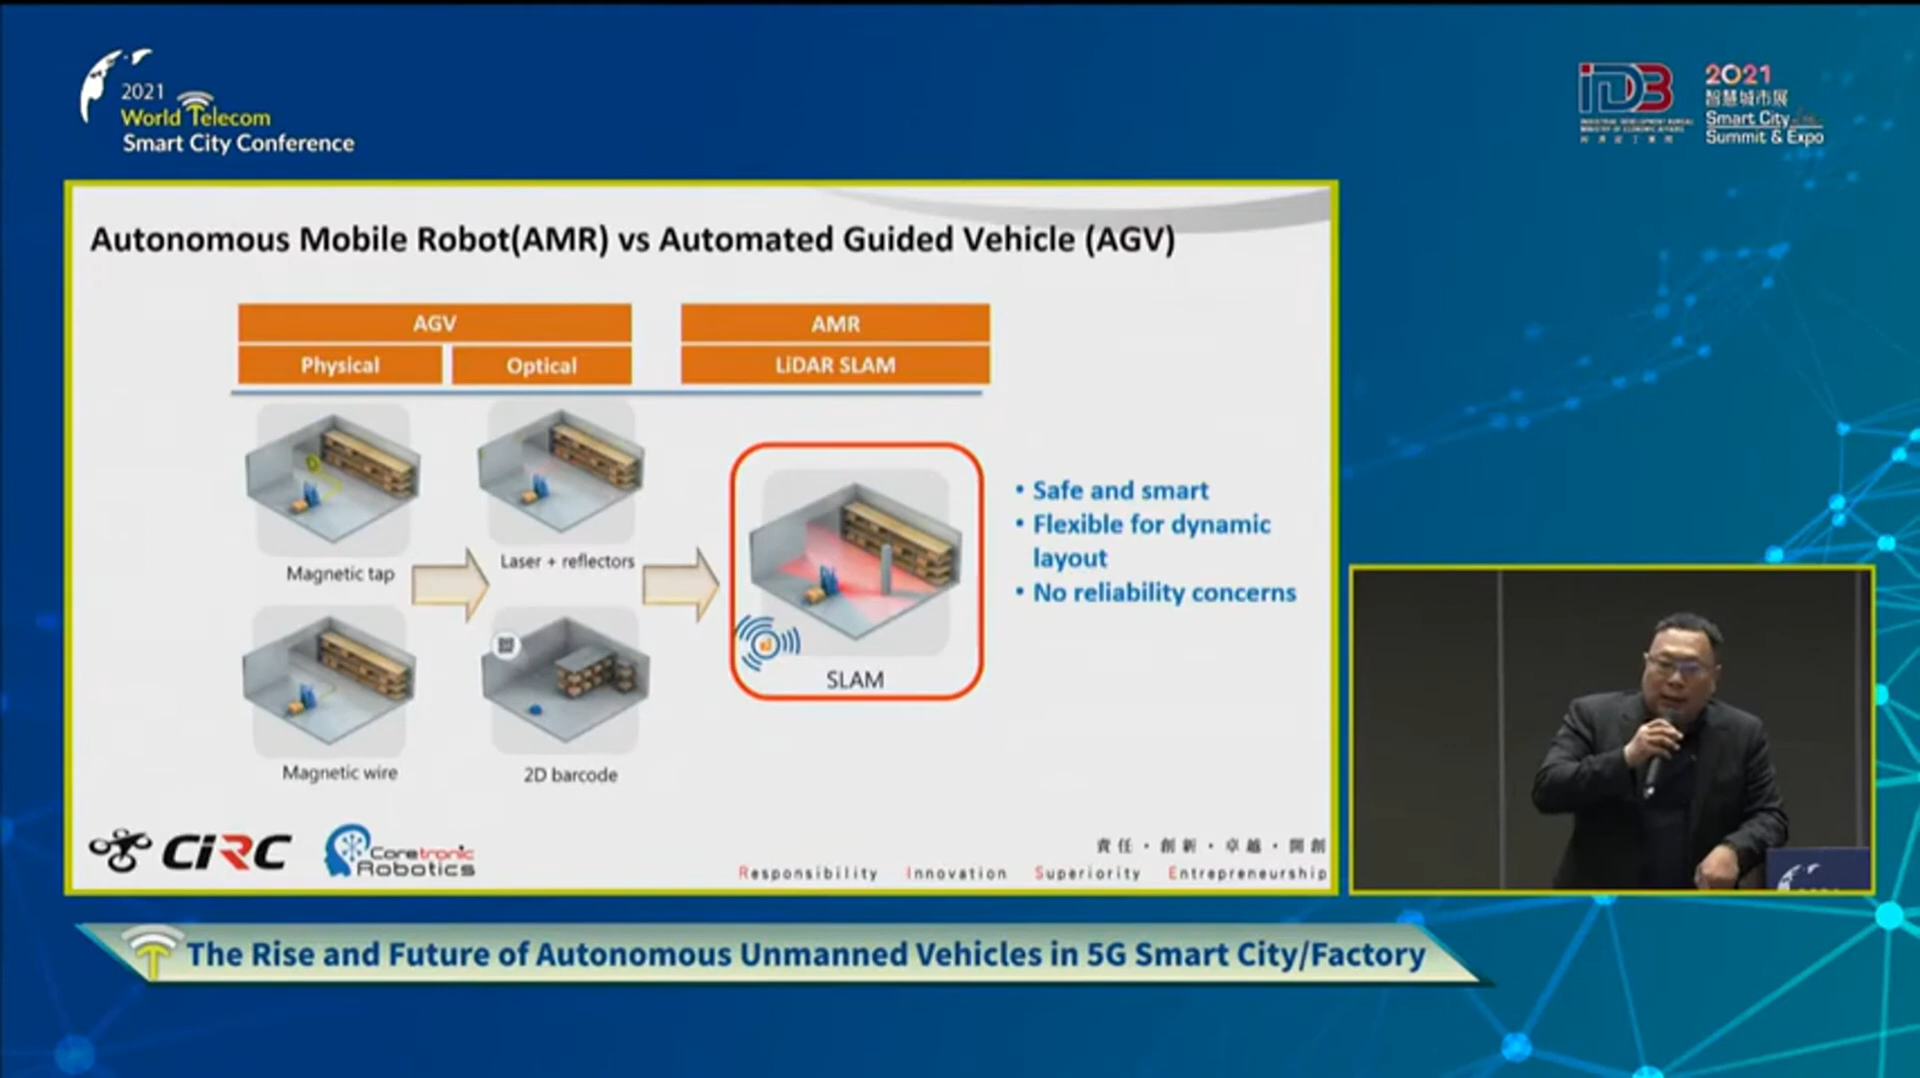 2021
World Telecom
Smart City Conference
iDB
2021
智慧城市展
Smart City
Summit & Expo
Autonomous Mobile Robot(AMR) vs Automated Guided Vehicle (AGV)
AGV
AMR
Physical
Optical
LiDAR SLAM
Magnetic tap
Laser + reflectors
Magnetic wire
2D barcode
SLAM
• Safe and smart
• Flexible for dynamic
layout
• No reliability concerns
CiRC
Coretronic
Robotics
責任・創新・卓越・開創
Responsibility Innovation Superiority Entrepreneurship
The Rise and Future of Autonomous Unmanned Vehicles in 5G Smart City/Factory